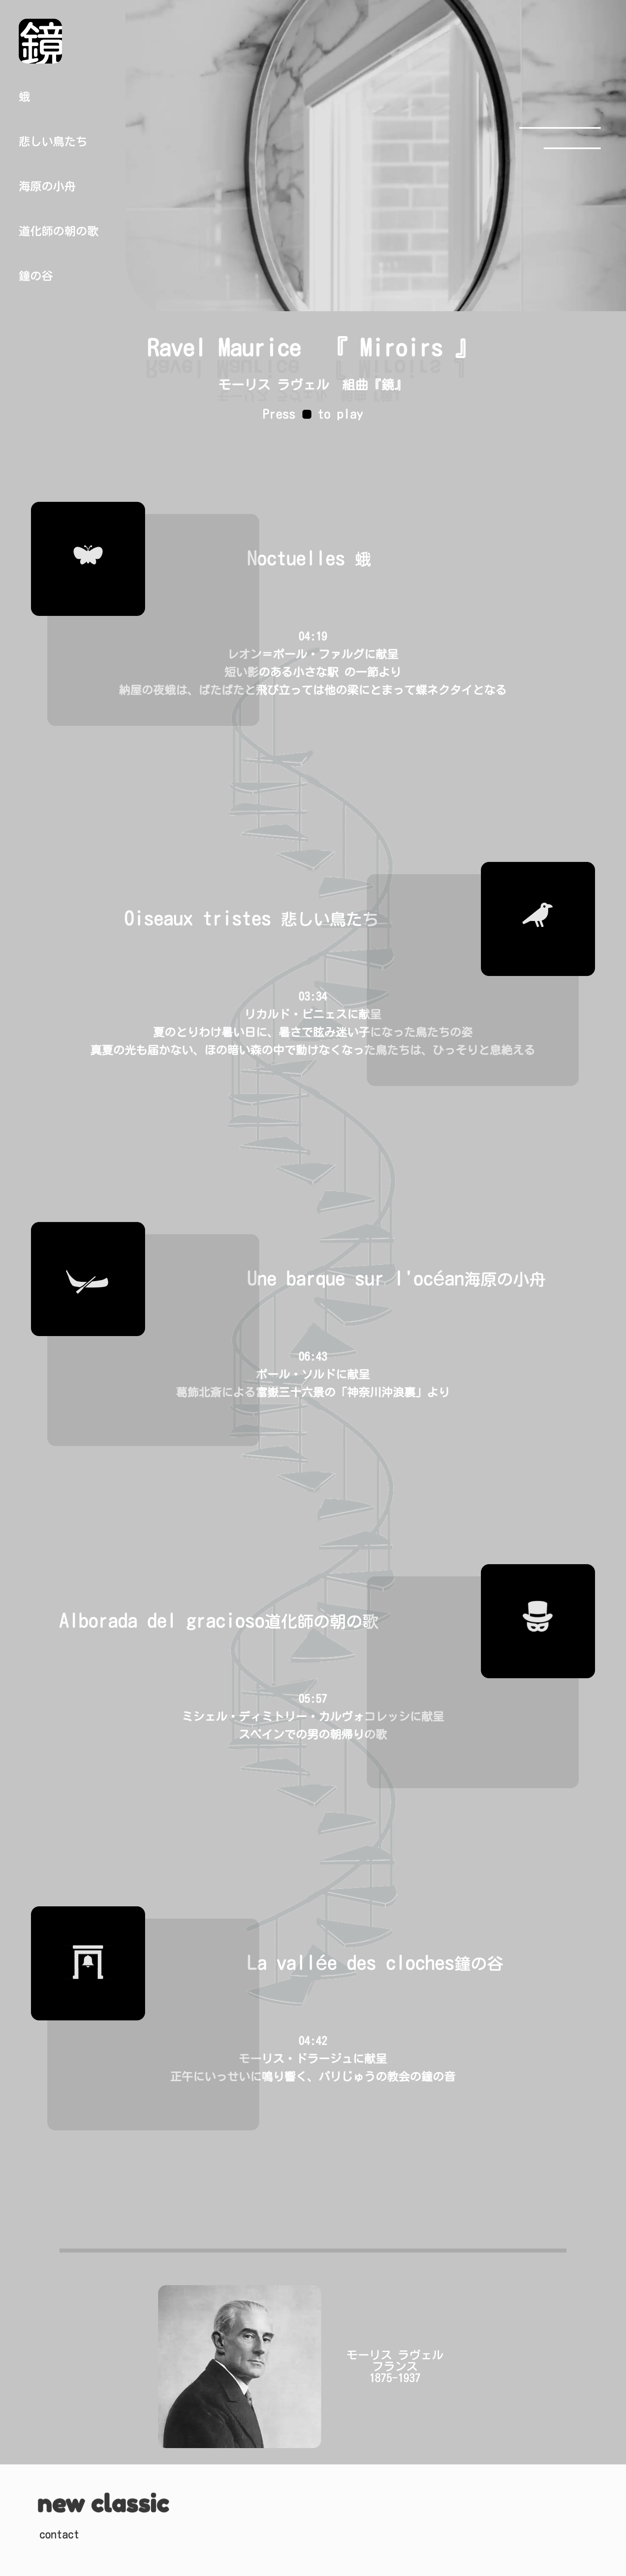 鏡
蛾
悲しい鳥たち
海原の小舟
道化師の朝の歌
鐘の谷
Ravel Maurice 『 Miroirs 』
モーリス ラヴェル 組曲『鏡』
Press ■ to play
Noctuelles 蛾
04:19
レオン=ポール・ファルグに献呈
短い影のある小さな駅 の一節より
納屋の夜蛾は、ばたばたと飛び立っては他の梁にとまって蝶ネクタイとなる
Oiseaux tristes 悲しい鳥たち
03:34
リカルド・ビニェスに献呈
夏のとりわけ暑い日に、暑さで眩み迷い子になった鳥たちの姿
真夏の光も届かない、ほの暗い森の中で動けなくなった鳥たちは、ひっそりと息絶える
Une barque sur l'océan海原の小舟
06:43
ポール・ソルドに献呈
葛飾北斎による富嶽三十六景の「神奈川沖浪裏」より
Alborada del gracioso道化師の朝の歌
05:57
ミシェル・ディミトリー・カルヴォコレッシに献呈
スペインでの男の朝帰りの歌
La vallée des cloches鐘の谷
04:42
モーリス・ドラージュに献呈
正午にいっせいに鳴り響く、パリじゅうの教会の鐘の音
モーリス ラヴェル
フランス
1875-1937
new classic
contact